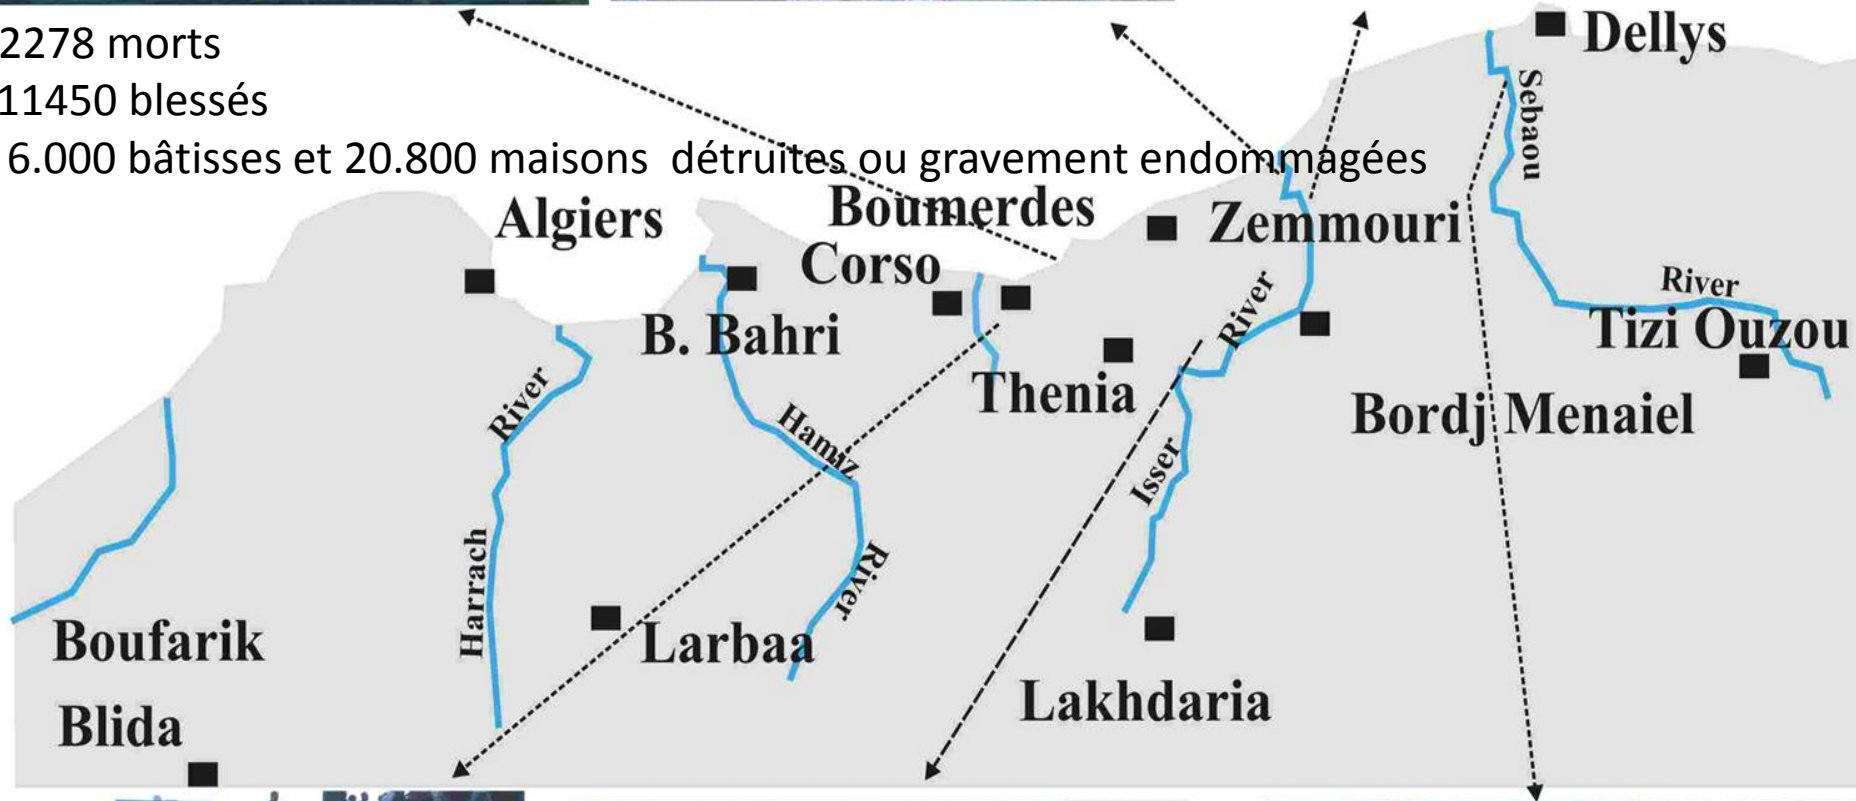 2278 morts
11450 blessés
6.000 bâtisses et 20.800 maisons détruites ou gravement endommagées
Dellys
Sebaou
Algiers
Boumerdes
Zemmouri
Corso
River
River
B. Bahri
Tizi Ouzou
River
Thenia
Bordj Menaiel
Hamiz
Isser
Harrach
River
Boufarik
Larbaa
Lakhdaria
Blida